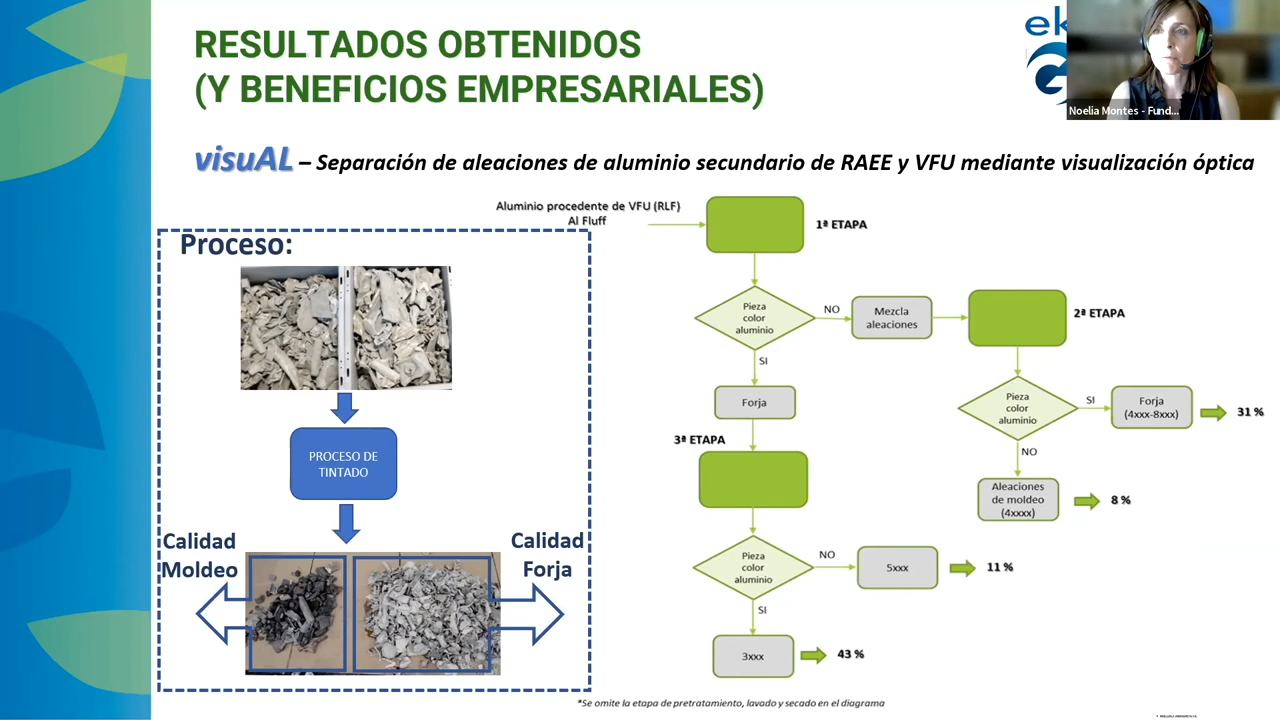 RESULTADOS OBTENIDOS
(Y BENEFICIOS EMPRESARIALES)
ek
Noelia Montes - Fund...
visuAL – Separación de aleaciones de aluminio secundario de RAEE y VFU mediante visualización óptica
Proceso:
PROCESO DE
TINTADO
Calidad
Moldeo
Calidad
Forja
Aluminio procedente de VFU (RLF)
Al Fluff
1ª ETAPA
Pieza
color
aluminio
NO
Mezcla
aleaciones
2ª ETAPA
SI
Forja
Pieza
color
aluminio
SI
Forja
(4xxx-8xxx)
31 %
NO
Aleaciones
de moldeo
(4xxxx)
8 %
3ª ETAPA
Pieza
color
aluminio
NO
5xxx
11 %
SI
3xxx
43 %
*Se omite la etapa de pretratamiento, lavado y secado en el diagrama